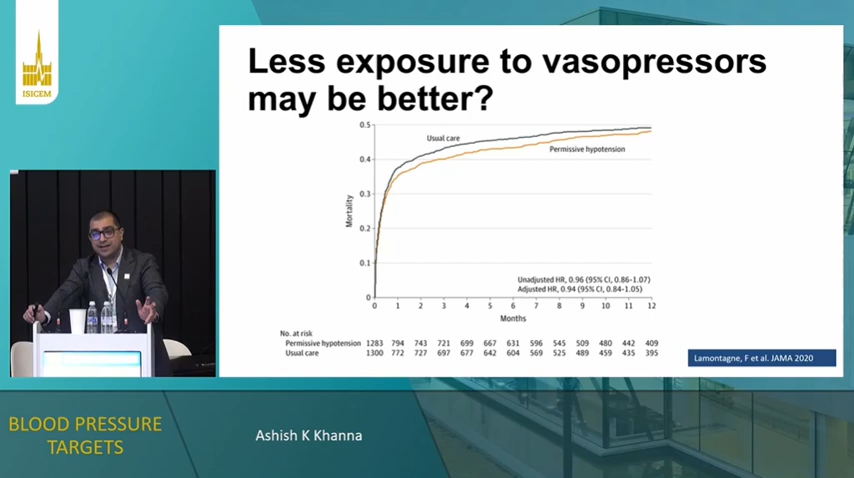 ISICEM
Less exposure to vasopressors
may be better?
0.5
0.4
0.3
0.2
0.1
0
Mortality
Usual care
Permissive hypotension
Unadjusted HR, 0.96 (95% CI, 0.86-1.07)
Adjusted HR, 0.94 (95% CI, 0.84-1.05)
0 1 2 3 4 5 6 7 8 9 10 11 12
Months
No. at risk
Permissive hypotension 1283 794 743 721 699 667 631 596 545 509 480 442 409
Usual care 1300 772 727 697 677 642 604 569 525 489 459 435 395
Lamontagne, F et al. JAMA 2020
BLOOD PRESSURE
TARGETS
Ashish K Khanna